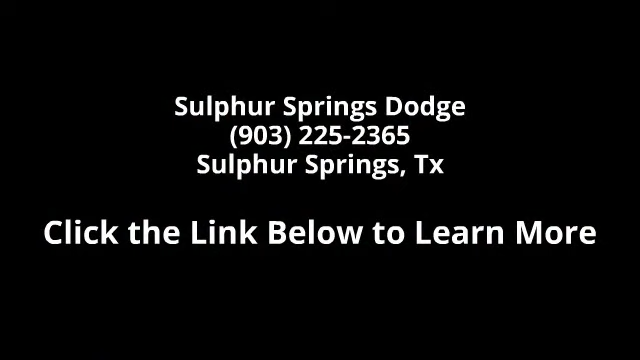 Sulphur Springs Dodge
(903) 225-2365
Sulphur Springs, Tx
Click the Link Below to Learn More